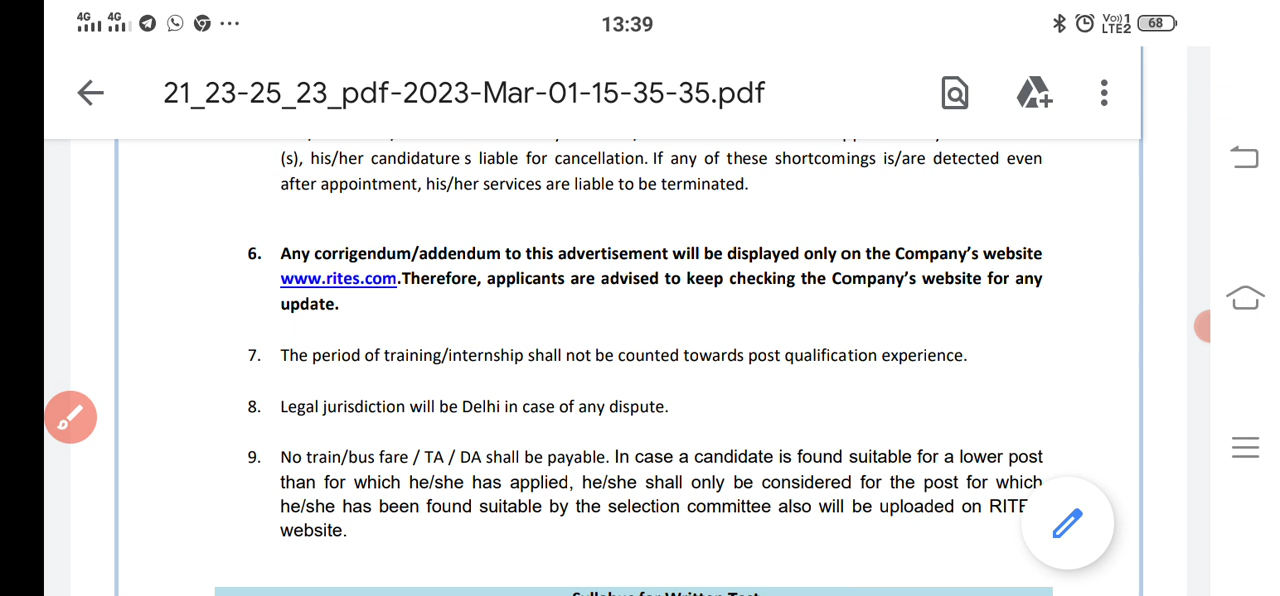 4G 4G 13:39 Vo)) 1 LTE2 68
21_23-25_23_pdf-2023-Mar-01-15-35-35.pdf
(s), his/her candidature s liable for cancellation. If any of these shortcomings is/are detected even
after appointment, his/her services are liable to be terminated.
6. Any corrigendum/addendum to this advertisement will be displayed only on the Company's website
www.rites.com.Therefore, applicants are advised to keep checking the Company's website for any
update.
7. The period of training/internship shall not be counted towards post qualification experience.
8. Legal jurisdiction will be Delhi in case of any dispute.
9. No train/bus fare / TA / DA shall be payable. In case a candidate is found suitable for a lower post
than for which he/she has applied, he/she shall only be considered for the post for which
he/she has been found suitable by the selection committee also will be uploaded on RITE
website.
Syllabus for Written Test